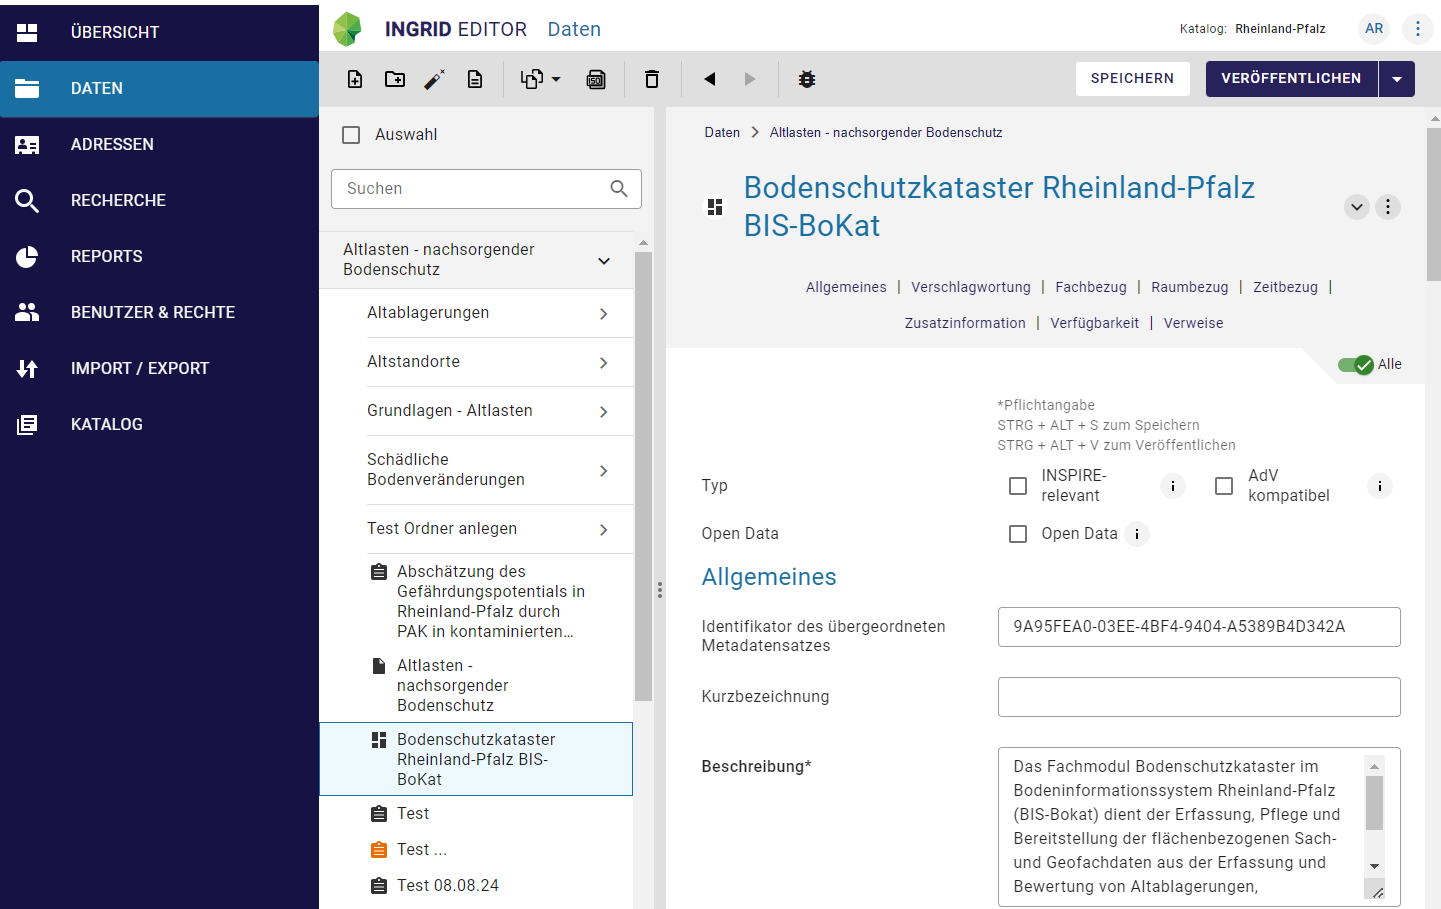 ÜBERSICHT
DATEN
ADRESSEN
RECHERCHE
REPORTS
BENUTZER & RECHTE
IMPORT / EXPORT
KATALOG
INGRID EDITOR Daten
Katalog: Rheinland-Pfalz AR
ISO
SPEICHERN VERÖFFENTLICHEN
Auswahl
Suchen
Altlasten - nachsorgender
Bodenschutz
Altablagerungen
Altstandorte
Grundlagen - Altlasten
Schädliche
Bodenveränderungen
Test Ordner anlegen
Abschätzung des
Gefährdungspotentials in
Rheinland-Pfalz durch
PAK in kontaminierten...
Altlasten -
nachsorgender
Bodenschutz
Bodenschutzkataster
Rheinland-Pfalz BIS-
BoKat
Test
Test ...
Test 08.08.24
Daten > Altlasten - nachsorgender Bodenschutz
Bodenschutzkataster Rheinland-Pfalz
BIS-BoKat
Allgemeines | Verschlagwortung | Fachbezug | Raumbezug | Zeitbezug |
Zusatzinformation | Verfügbarkeit | Verweise
Alle
*Pflichtangabe
STRG + ALT + S zum Speichern
STRG + ALT + V zum Veröffentlichen
Typ
INSPIRE-
relevant
i
AdV
kompatibel
i
Open Data
Open Data i
Allgemeines
Identifikator des übergeordneten
Metadatensatzes
9A95FEA0-03EE-4BF4-9404-A5389B4D342A
Kurzbezeichnung
Beschreibung*
Das Fachmodul Bodenschutzkataster im
Bodeninformationssystem Rheinland-Pfalz
(BIS-Bokat) dient der Erfassung, Pflege und
Bereitstellung der flächenbezogenen Sach-
und Geofachdaten aus der Erfassung und
Bewertung von Altablagerungen,